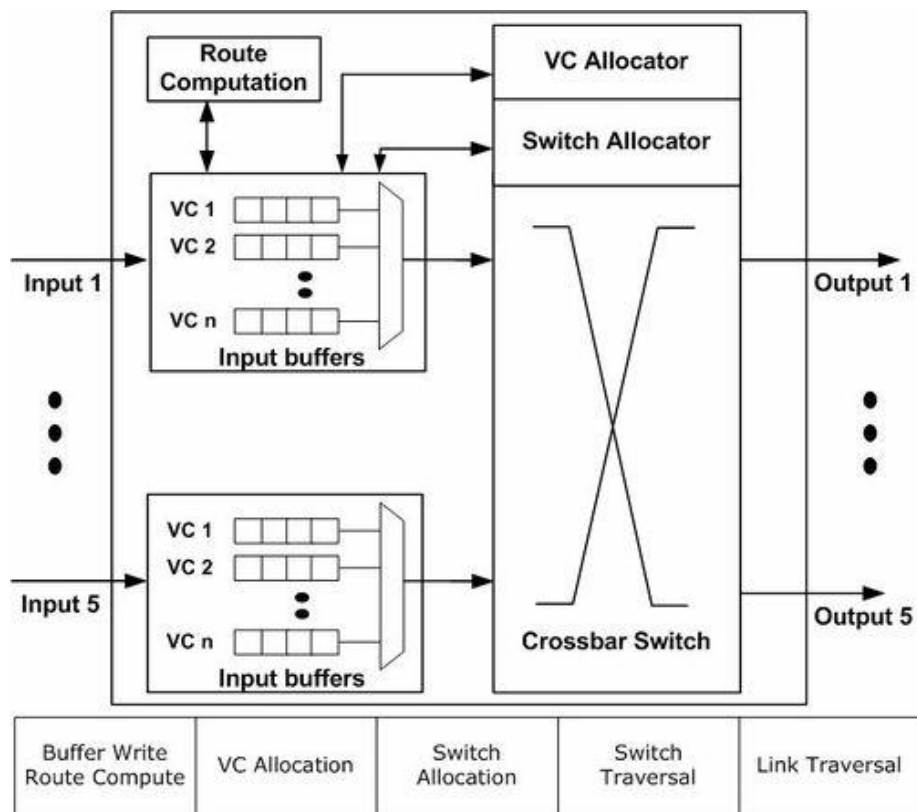 Route
Computation
VC Allocator
Switch Allocator
VC 1
VC 2
VC n
Input buffers
Input 1
Output 1
VC 1
VC 2
VC n
Input buffers
Input 5
Output 5
Crossbar Switch
Buffer Write
Route Compute
VC Allocation
Switch
Allocation
Switch
Traversal
Link Traversal